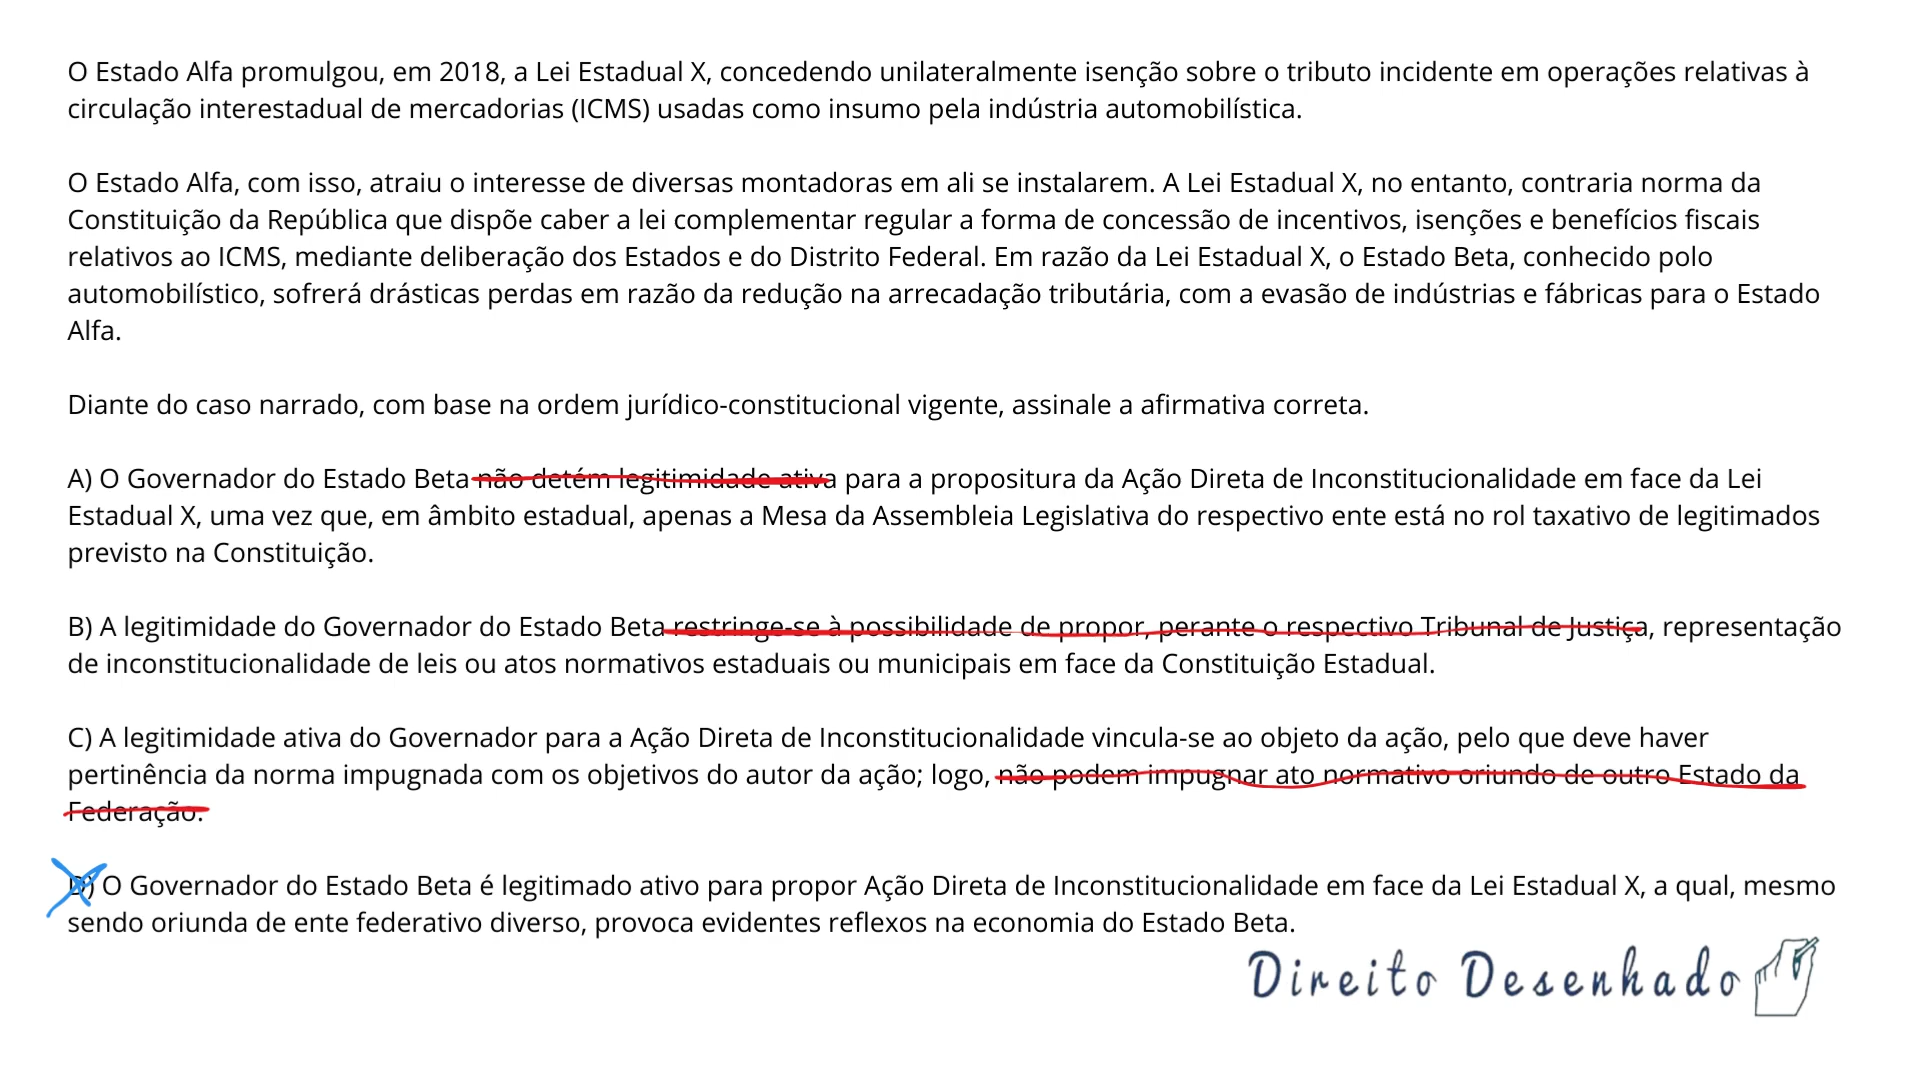 O Estado Alfa promulgou, em 2018, a Lei Estadual X, concedendo unilateralmente isenção sobre o tributo incidente em operações relativas à
circulação interestadual de mercadorias (ICMS) usadas como insumo pela indústria automobilística.
O Estado Alfa, com isso, atraiu o interesse de diversas montadoras em ali se instalarem. A Lei Estadual X, no entanto, contraria norma da
Constituição da República que dispõe caber a lei complementar regular a forma de concessão de incentivos, isenções e benefícios fiscais
relativos ao ICMS, mediante deliberação dos Estados e do Distrito Federal. Em razão da Lei Estadual X, o Estado Beta, conhecido polo
automobilístico, sofrerá drásticas perdas em razão da redução na arrecadação tributária, com a evasão de indústrias e fábricas para o Estado
Alfa.
Diante do caso narrado, com base na ordem jurídico-constitucional vigente, assinale a afirmativa correta.
A) O Governador do Estado Beta não detém legitimidade ativa para a propositura da Ação Direta de Inconstitucionalidade em face da Lei
Estadual X, uma vez que, em âmbito estadual, apenas a Mesa da Assembleia Legislativa do respectivo ente está no rol taxativo de legitimados
previsto na Constituição.
B) A legitimidade do Governador do Estado Beta restringe-se à possibilidade de propor, perante o respectivo Tribunal de Justiça, representação
de inconstitucionalidade de leis ou atos normativos estaduais ou municipais em face da Constituição Estadual.
C) A legitimidade ativa do Governador para a Ação Direta de Inconstitucionalidade vincula-se ao objeto da ação, pelo que deve haver
pertinência da norma impugnada com os objetivos do autor da ação; logo, não podem impugnar ato normativo oriundo de outro Estado da
Federação.
D) O Governador do Estado Beta é legitimado ativo para propor Ação Direta de Inconstitucionalidade em face da Lei Estadual X, a qual, mesmo
sendo oriunda de ente federativo diverso, provoca evidentes reflexos na economia do Estado Beta.
Direito Desenhado